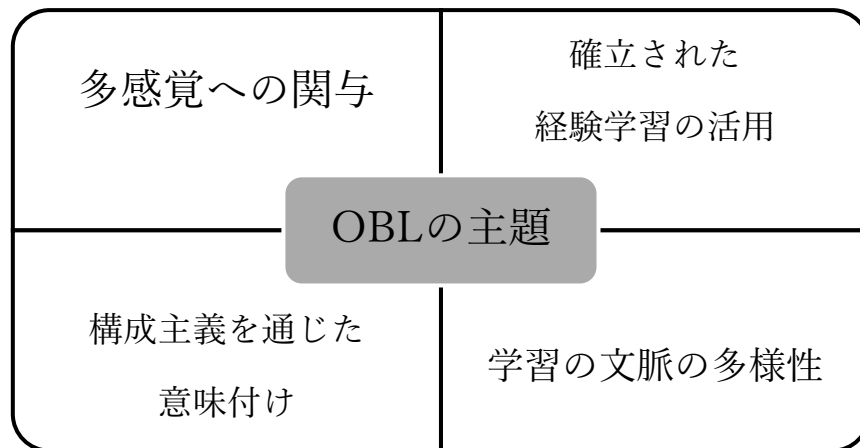 多感覚への関与
確立された
経験学習の活用
OBLの主題
構成主義を通じた
意味付け
学習の文脈の多様性